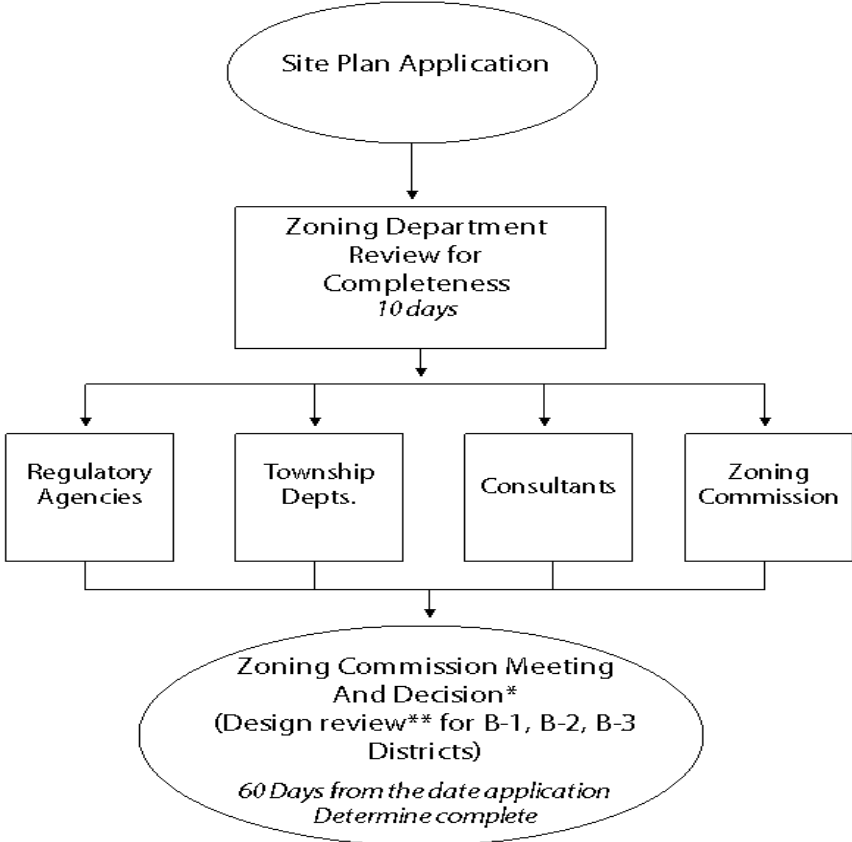 Site Plan Application
Zoning Department
Review for
Completeness
10 days
Regulatory
Agencies
Township
Depts.
Consultants
Zoning
Commission
Zoning Commission Meeting
And Decision*
(Design review** for B-1, B-2, B-3
Districts)
60 Days from the date application
Determine complete